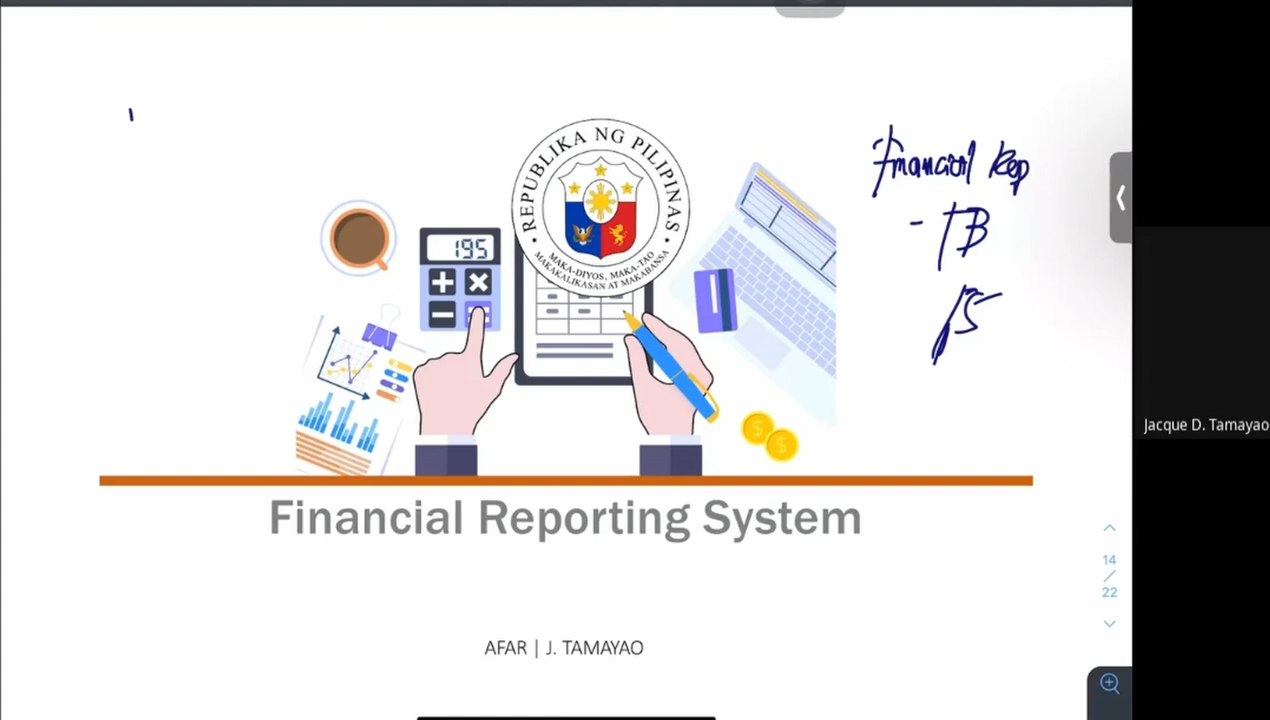 REPUBLIKA NG PILIPINAS
MAKA-DIYOS, MAKA-TAO
MAKAKALIKASAN AT MAKABANSA
195
Financial Rep
- TB
FS
$
$
Financial Reporting System
AFAR | J. TAMAYAO
Jacque D. Tamayao
14
/
22